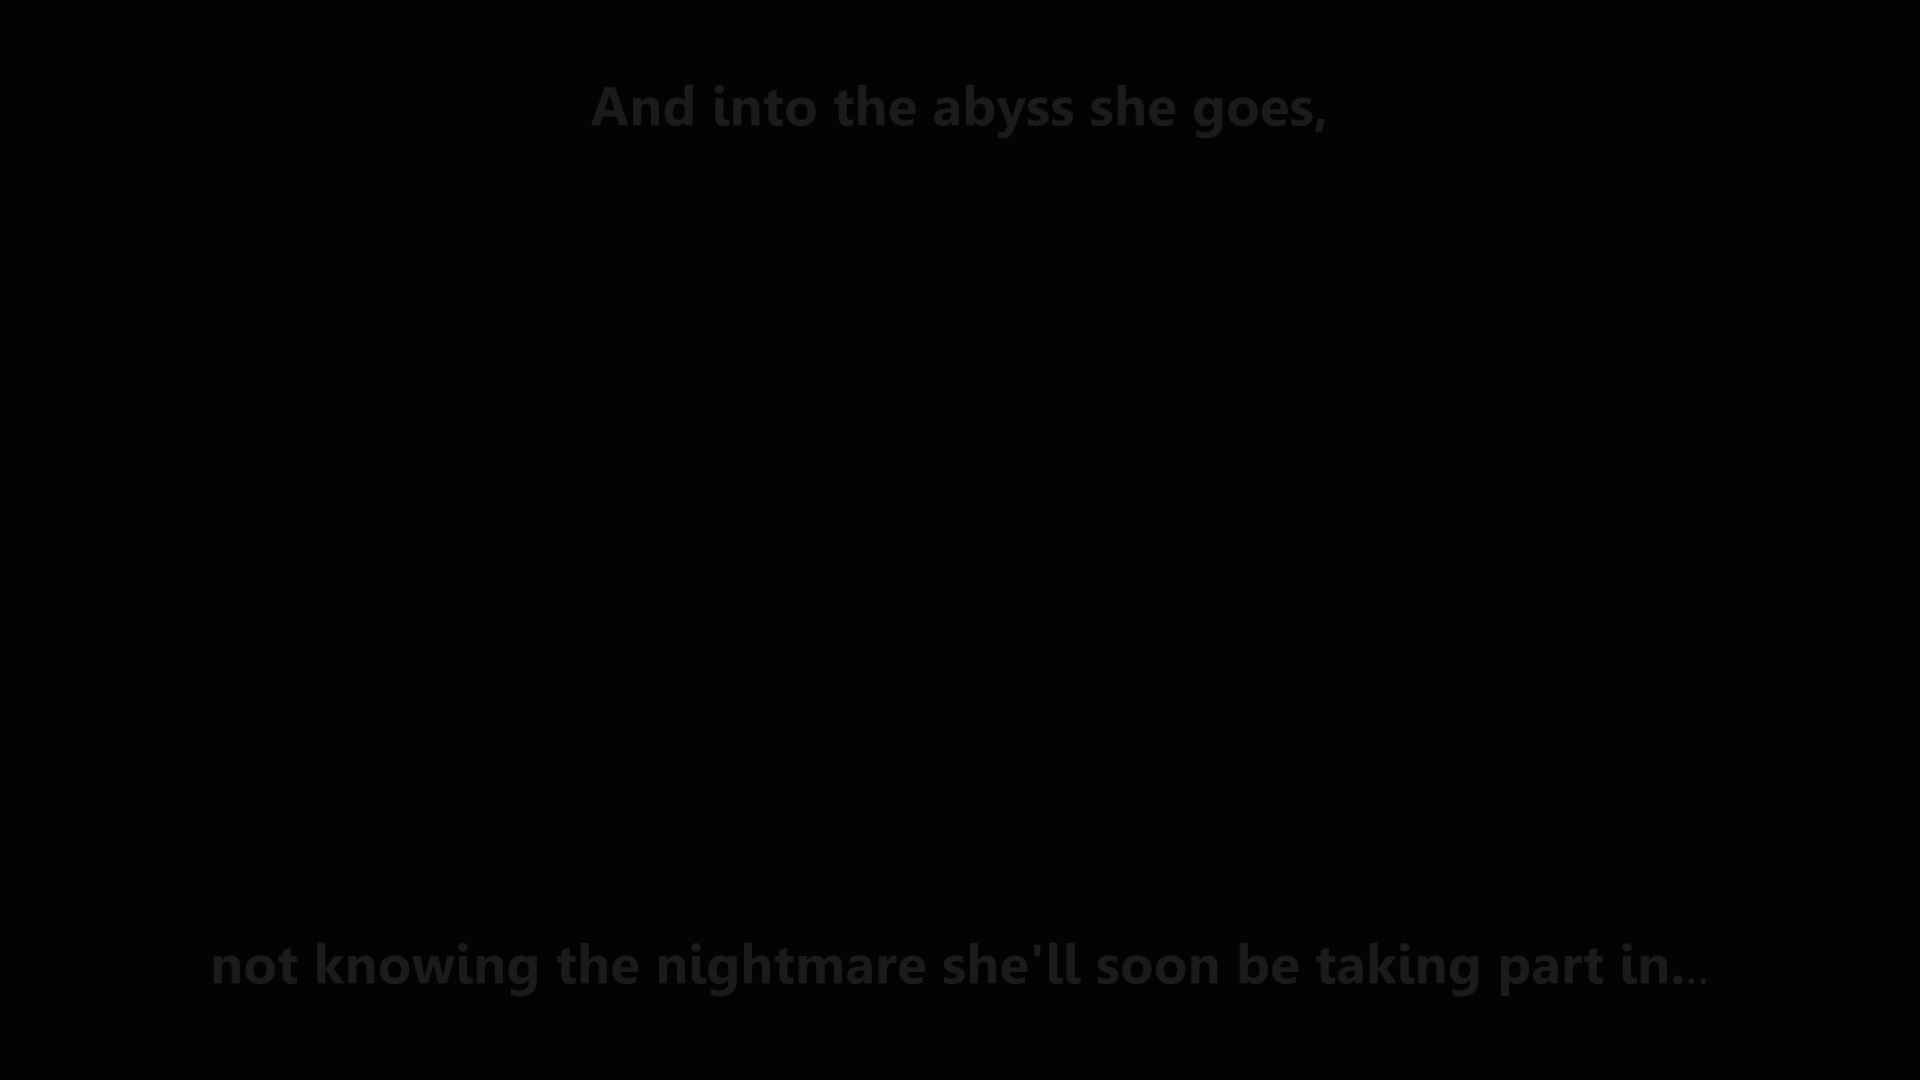 And into the abyss she goes,
not knowing the nightmare she'll soon be taking part in...